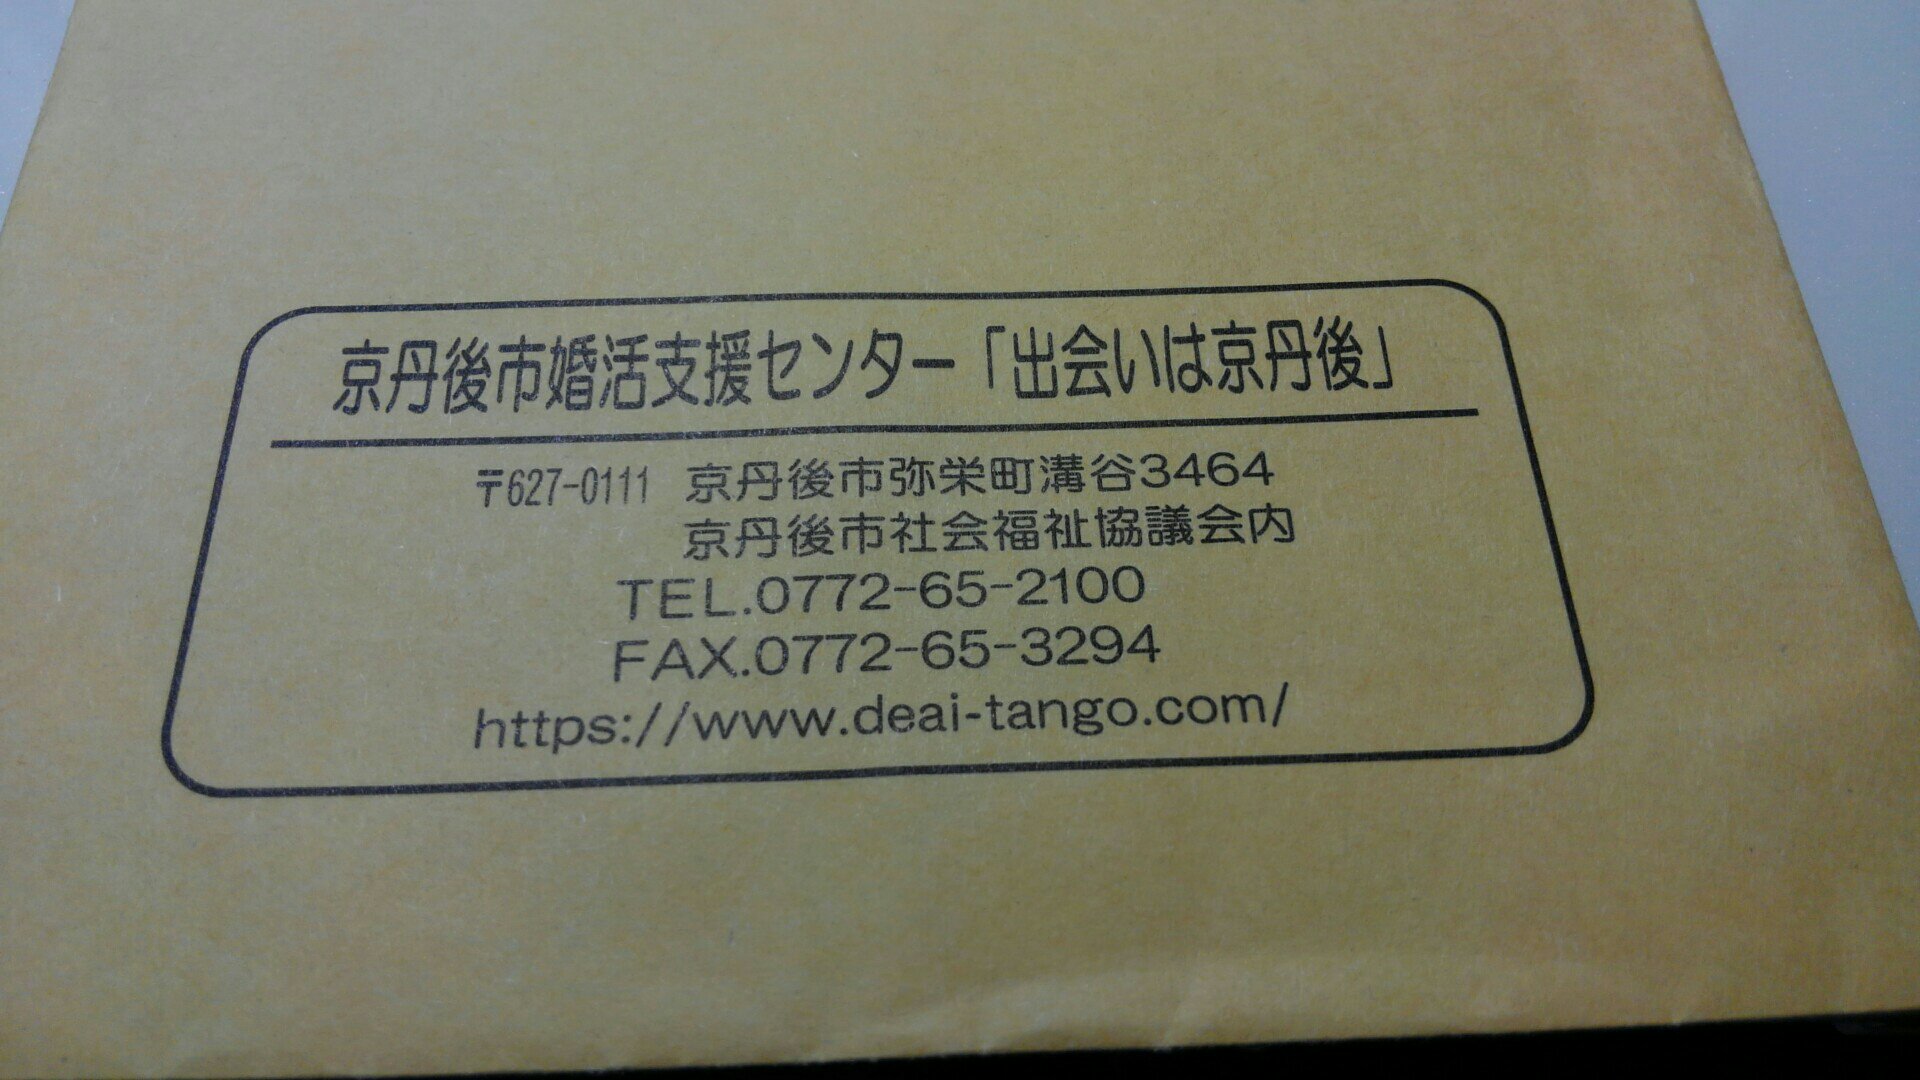 京丹後市婚活支援センター「出会いは京丹後」
〒627-0111 京丹後市弥栄町溝谷3464
京丹後市社会福祉協議会内
TEL.0772-65-2100
FAX.0772-65-3294
https://www.deai-tango.com/